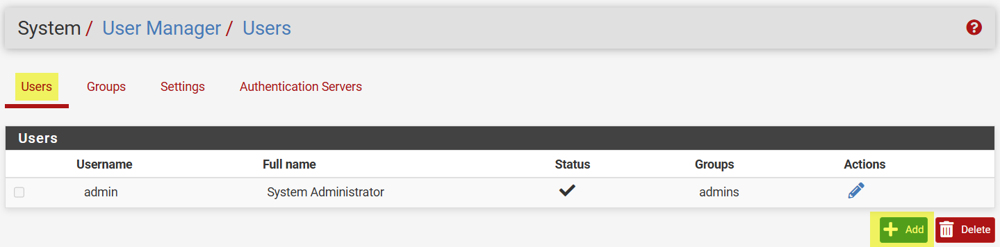 System / User Manager / Users
Users Groups Settings Authentication Servers
Users
Username Full name Status Groups Actions
admin System Administrator admins
Add Delete